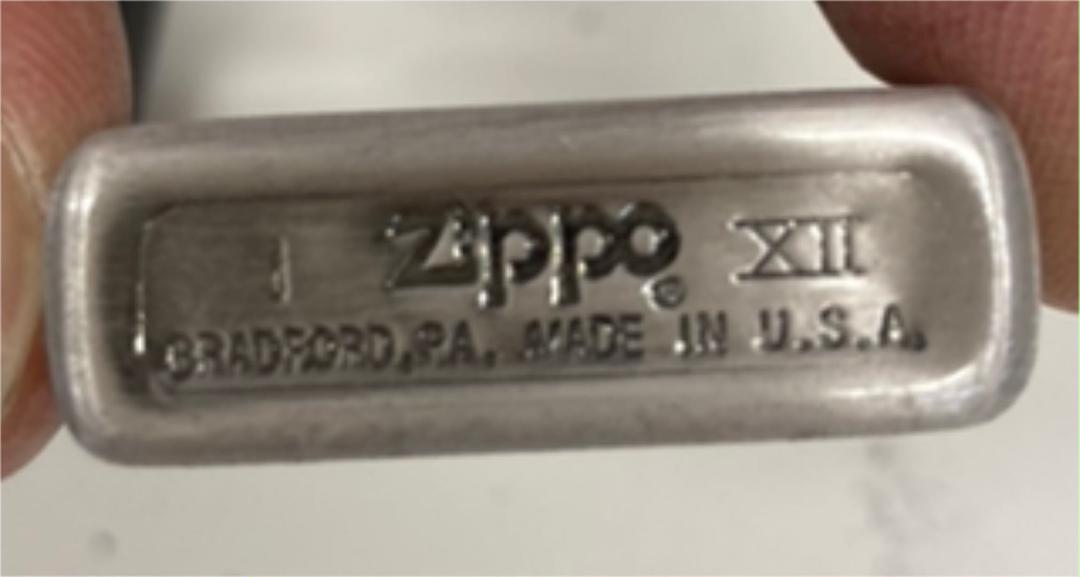 I Zippo® XII
BRADFORD,PA. MADE IN U.S.A.